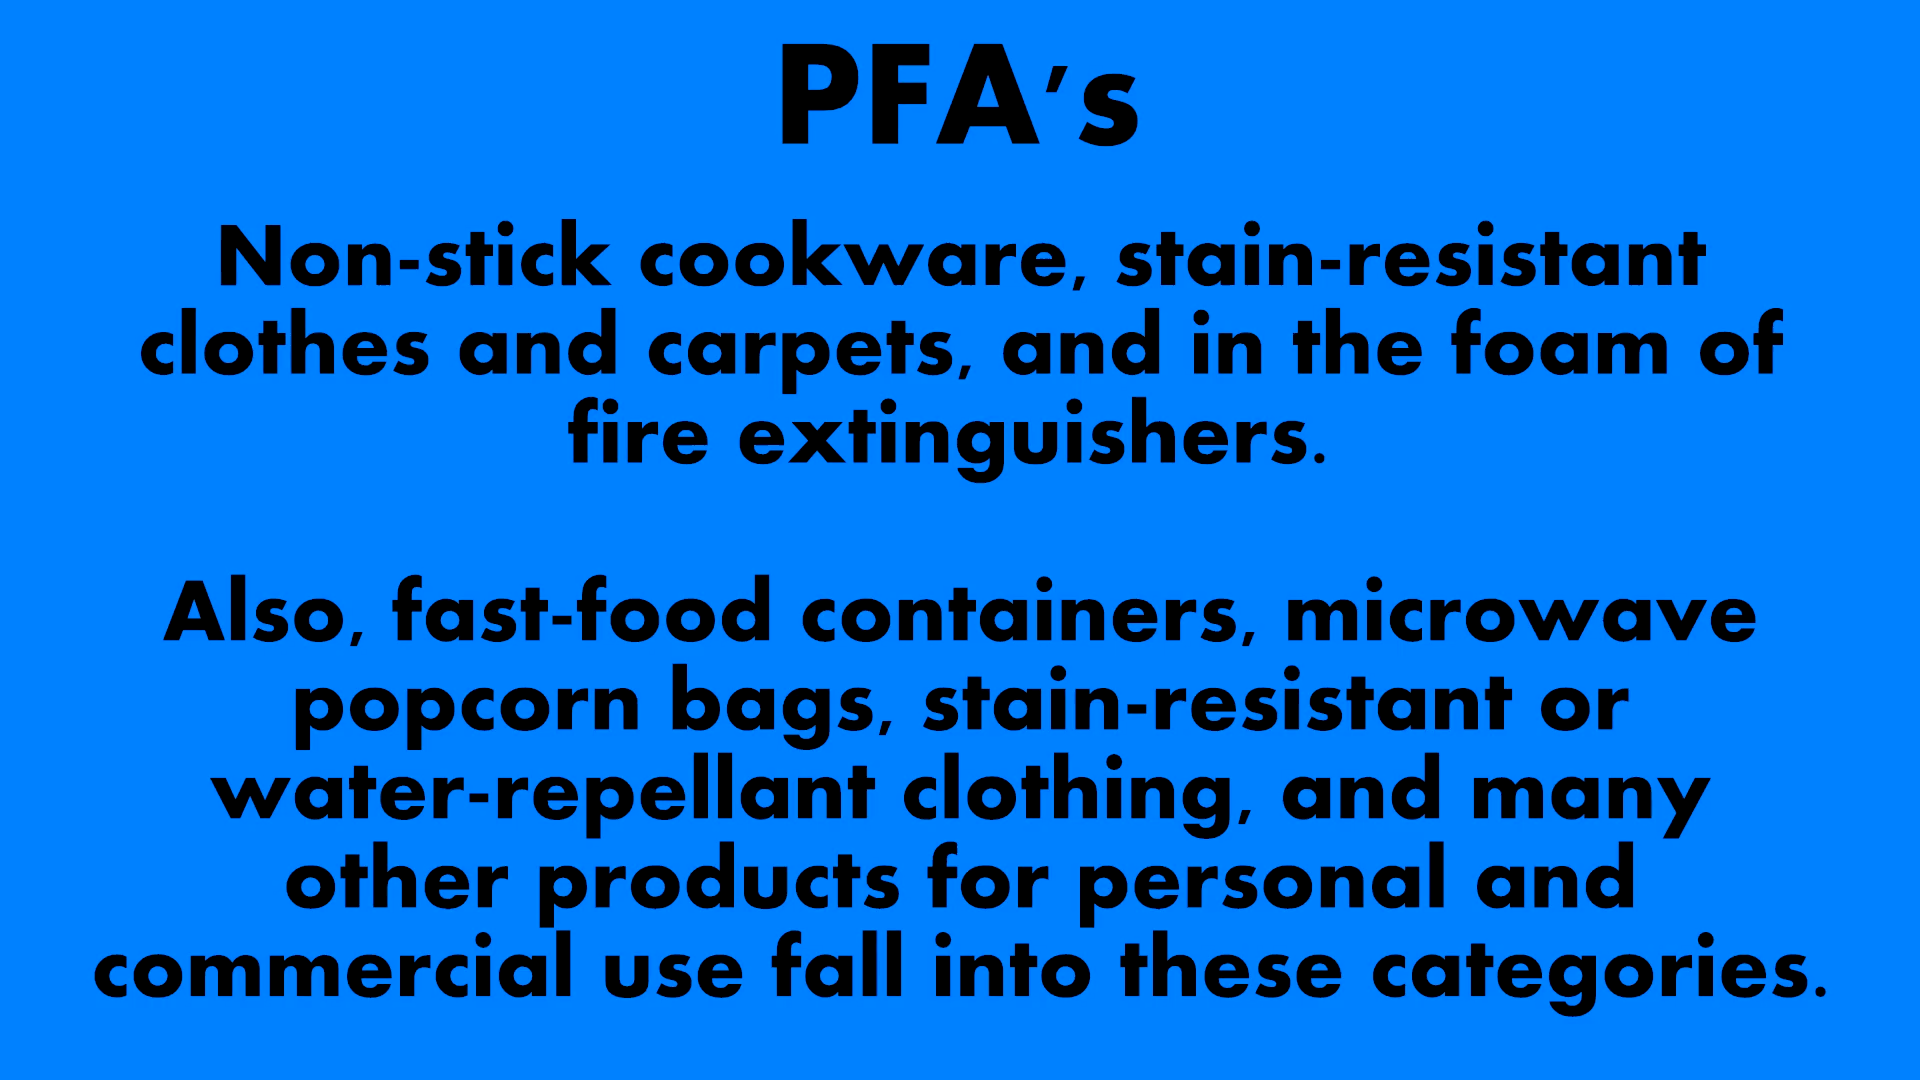 PFA's
Non-stick cookware, stain-resistant
clothes and carpets, and in the foam of
fire extinguishers.
Also, fast-food containers, microwave
popcorn bags, stain-resistant or
water-repellant clothing, and many
other products for personal and
commercial use fall into these categories.